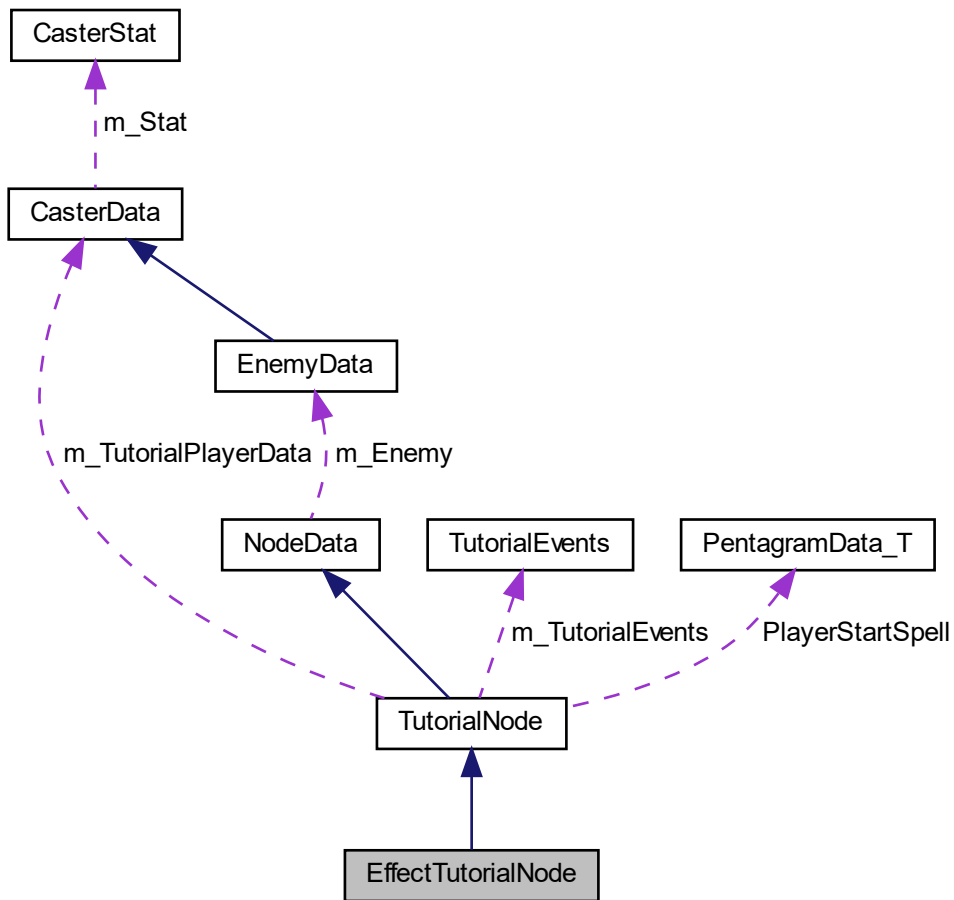 CasterStat
m_Stat
CasterData
EnemyData
m_TutorialPlayerData
m_Enemy
NodeData
TutorialEvents
PentagramData_T
m_TutorialEvents
PlayerStartSpell
TutorialNode
EffectTutorialNode